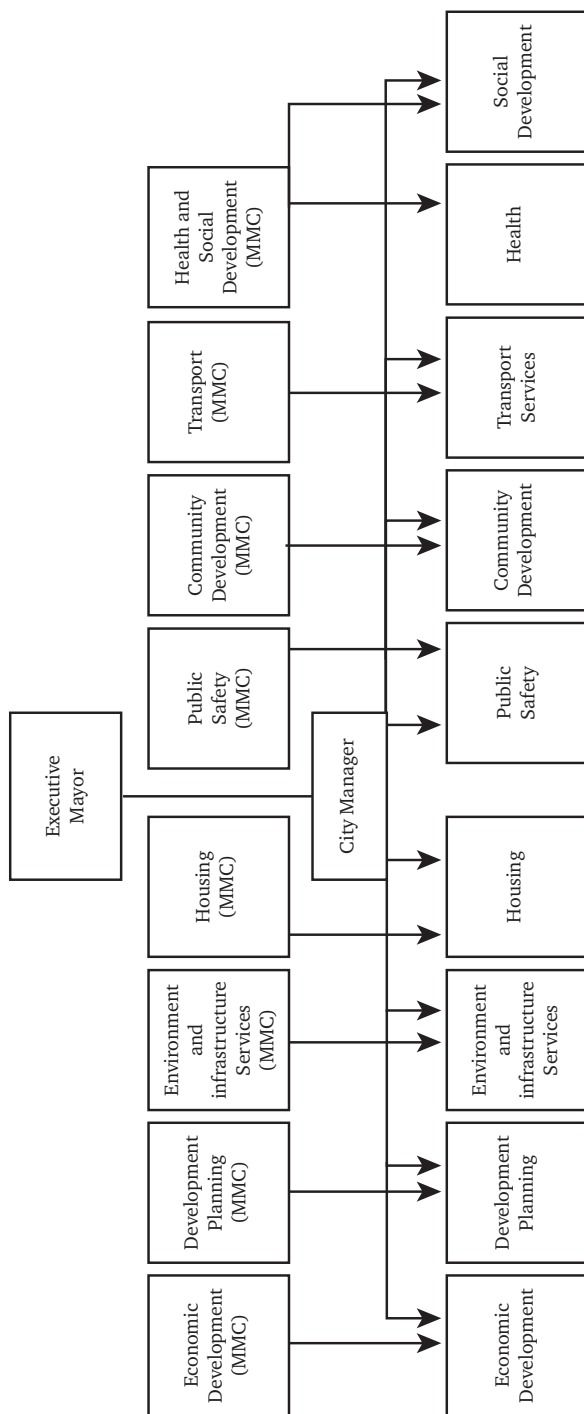 Executive
Mayor
Economic
Development
(MMC)
Development
Planning
(MMC)
Environment
and
infrastructure
Services
(MMC)
Housing
(MMC)
Public
Safety
(MMC)
Community
Development
(MMC)
Transport
(MMC)
Health and
Social
Development
(MMC)
City Manager
Economic
Development
Development
Planning
Environment
and
infrastructure
Services
Housing
Public
Safety
Community
Development
Transport
Services
Health
Social
Development